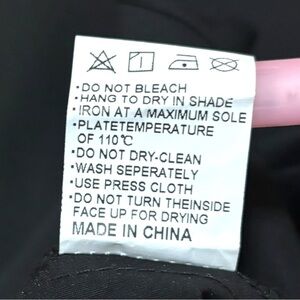 •DO NOT BLEACH
•HANG TO DRY IN SHADE
•IRON AT A MAXIMUM SOLE
•PLATETEMPERATURE
OF 110℃
•DO NOT DRY-CLEAN
•WASH SEPERATELY
•USE PRESS CLOTH
•DO NOT TURN THEINSIDE
FACE UP FOR DRYING
MADE IN CHINA